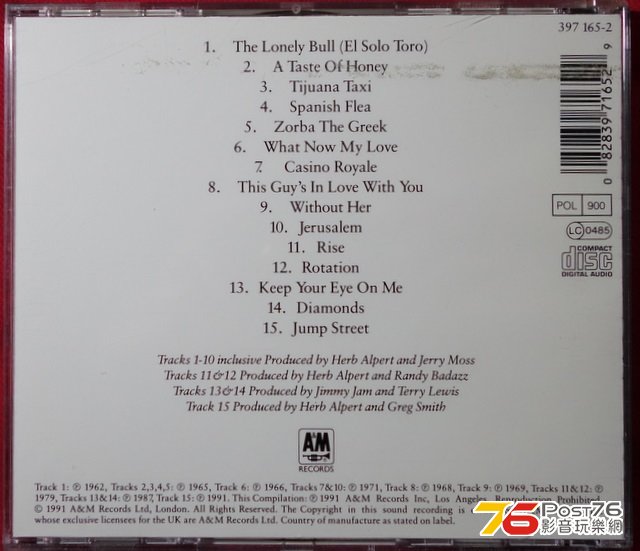 397 165-2
1. The Lonely Bull (El Solo Toro)
2. A Taste Of Honey
3. Tijuana Taxi
4. Spanish Flea
5. Zorba The Greek
6. What Now My Love
7. Casino Royale
8. This Guy's In Love With You
9. Without Her
10. Jerusalem
11. Rise
12. Rotation
13. Keep Your Eye On Me
14. Diamonds
15. Jump Street
0 82839 71652 9
POL 900
LC 0485
COMPACT
disc
DIGITAL AUDIO
Tracks 1-10 inclusive Produced by Herb Alpert and Jerry Moss
Tracks 11&12 Produced by Herb Alpert and Randy Badazz
Tracks 13&14 Produced by Jimmy Jam and Terry Lewis
Track 15 Produced by Herb Alpert and Greg Smith
A&M
RECORDS
Track 1: ℗ 1962, Tracks 2,3,4,5: ℗ 1965, Track 6: ℗ 1966, Tracks 7&10: ℗ 1971, Track 8: ℗ 1968, Track 9: ℗ 1969, Tracks 11&12: ℗
1979, Tracks 13&14: ℗ 1987, Track 15: ℗ 1991. This Compilation: ℗ 1991 A&M Records Inc, Los Angeles. Reproduction Prohibited.
© 1991 A&M Records Ltd, London. All Rights Reserved. The Copyright in this sound recording is
whose exclusive licensees for the UK are A&M Records Ltd. Country of manufacture as stated on label.
76 Post76
影音玩樂網